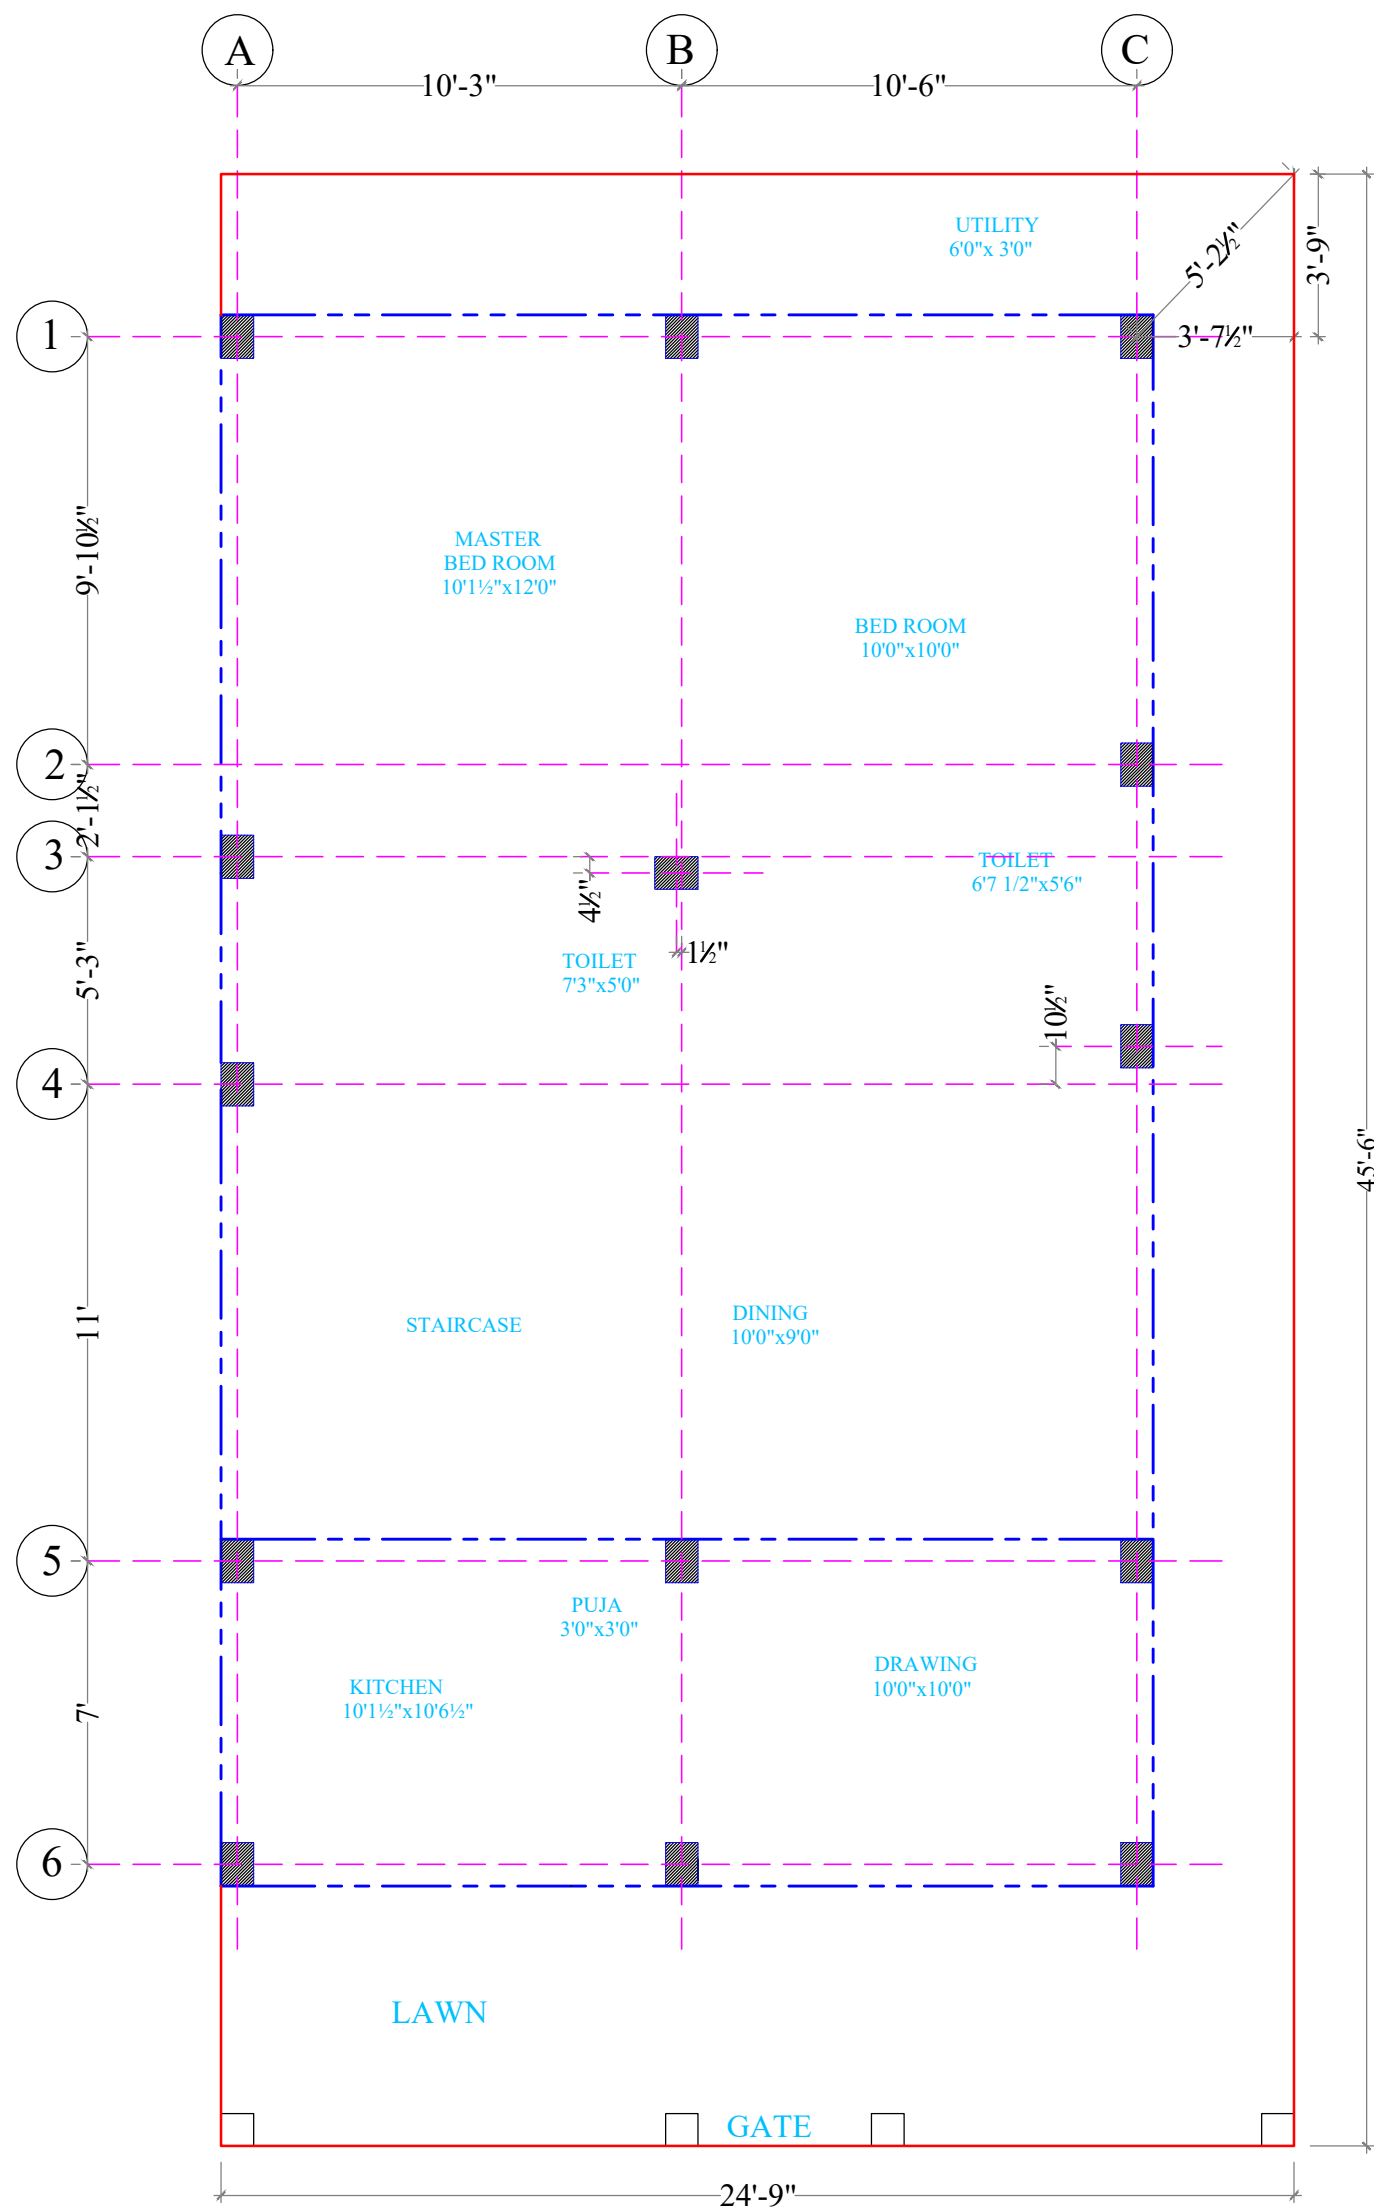 A
B
C
10'-3"
10'-6"
UTILITY
6'0"x 3'0"
5'-2½"
3'-9"
1
3'-7½"
9'-10½"
MASTER
BED ROOM
10'1½"x12'0"
BED ROOM
10'0"x10'0"
2
2'-1½"
3
TOILET
6'7 1/2"x5'6"
4½"
1½"
5'-3"
TOILET
7'3"x5'0"
10½"
4
45'-6"
11'
STAIRCASE
DINING
10'0"x9'0"
5
PUJA
3'0"x3'0"
DRAWING
10'0"x10'0"
KITCHEN
10'1½"x10'6½"
7'
6
LAWN
GATE
24'-9"